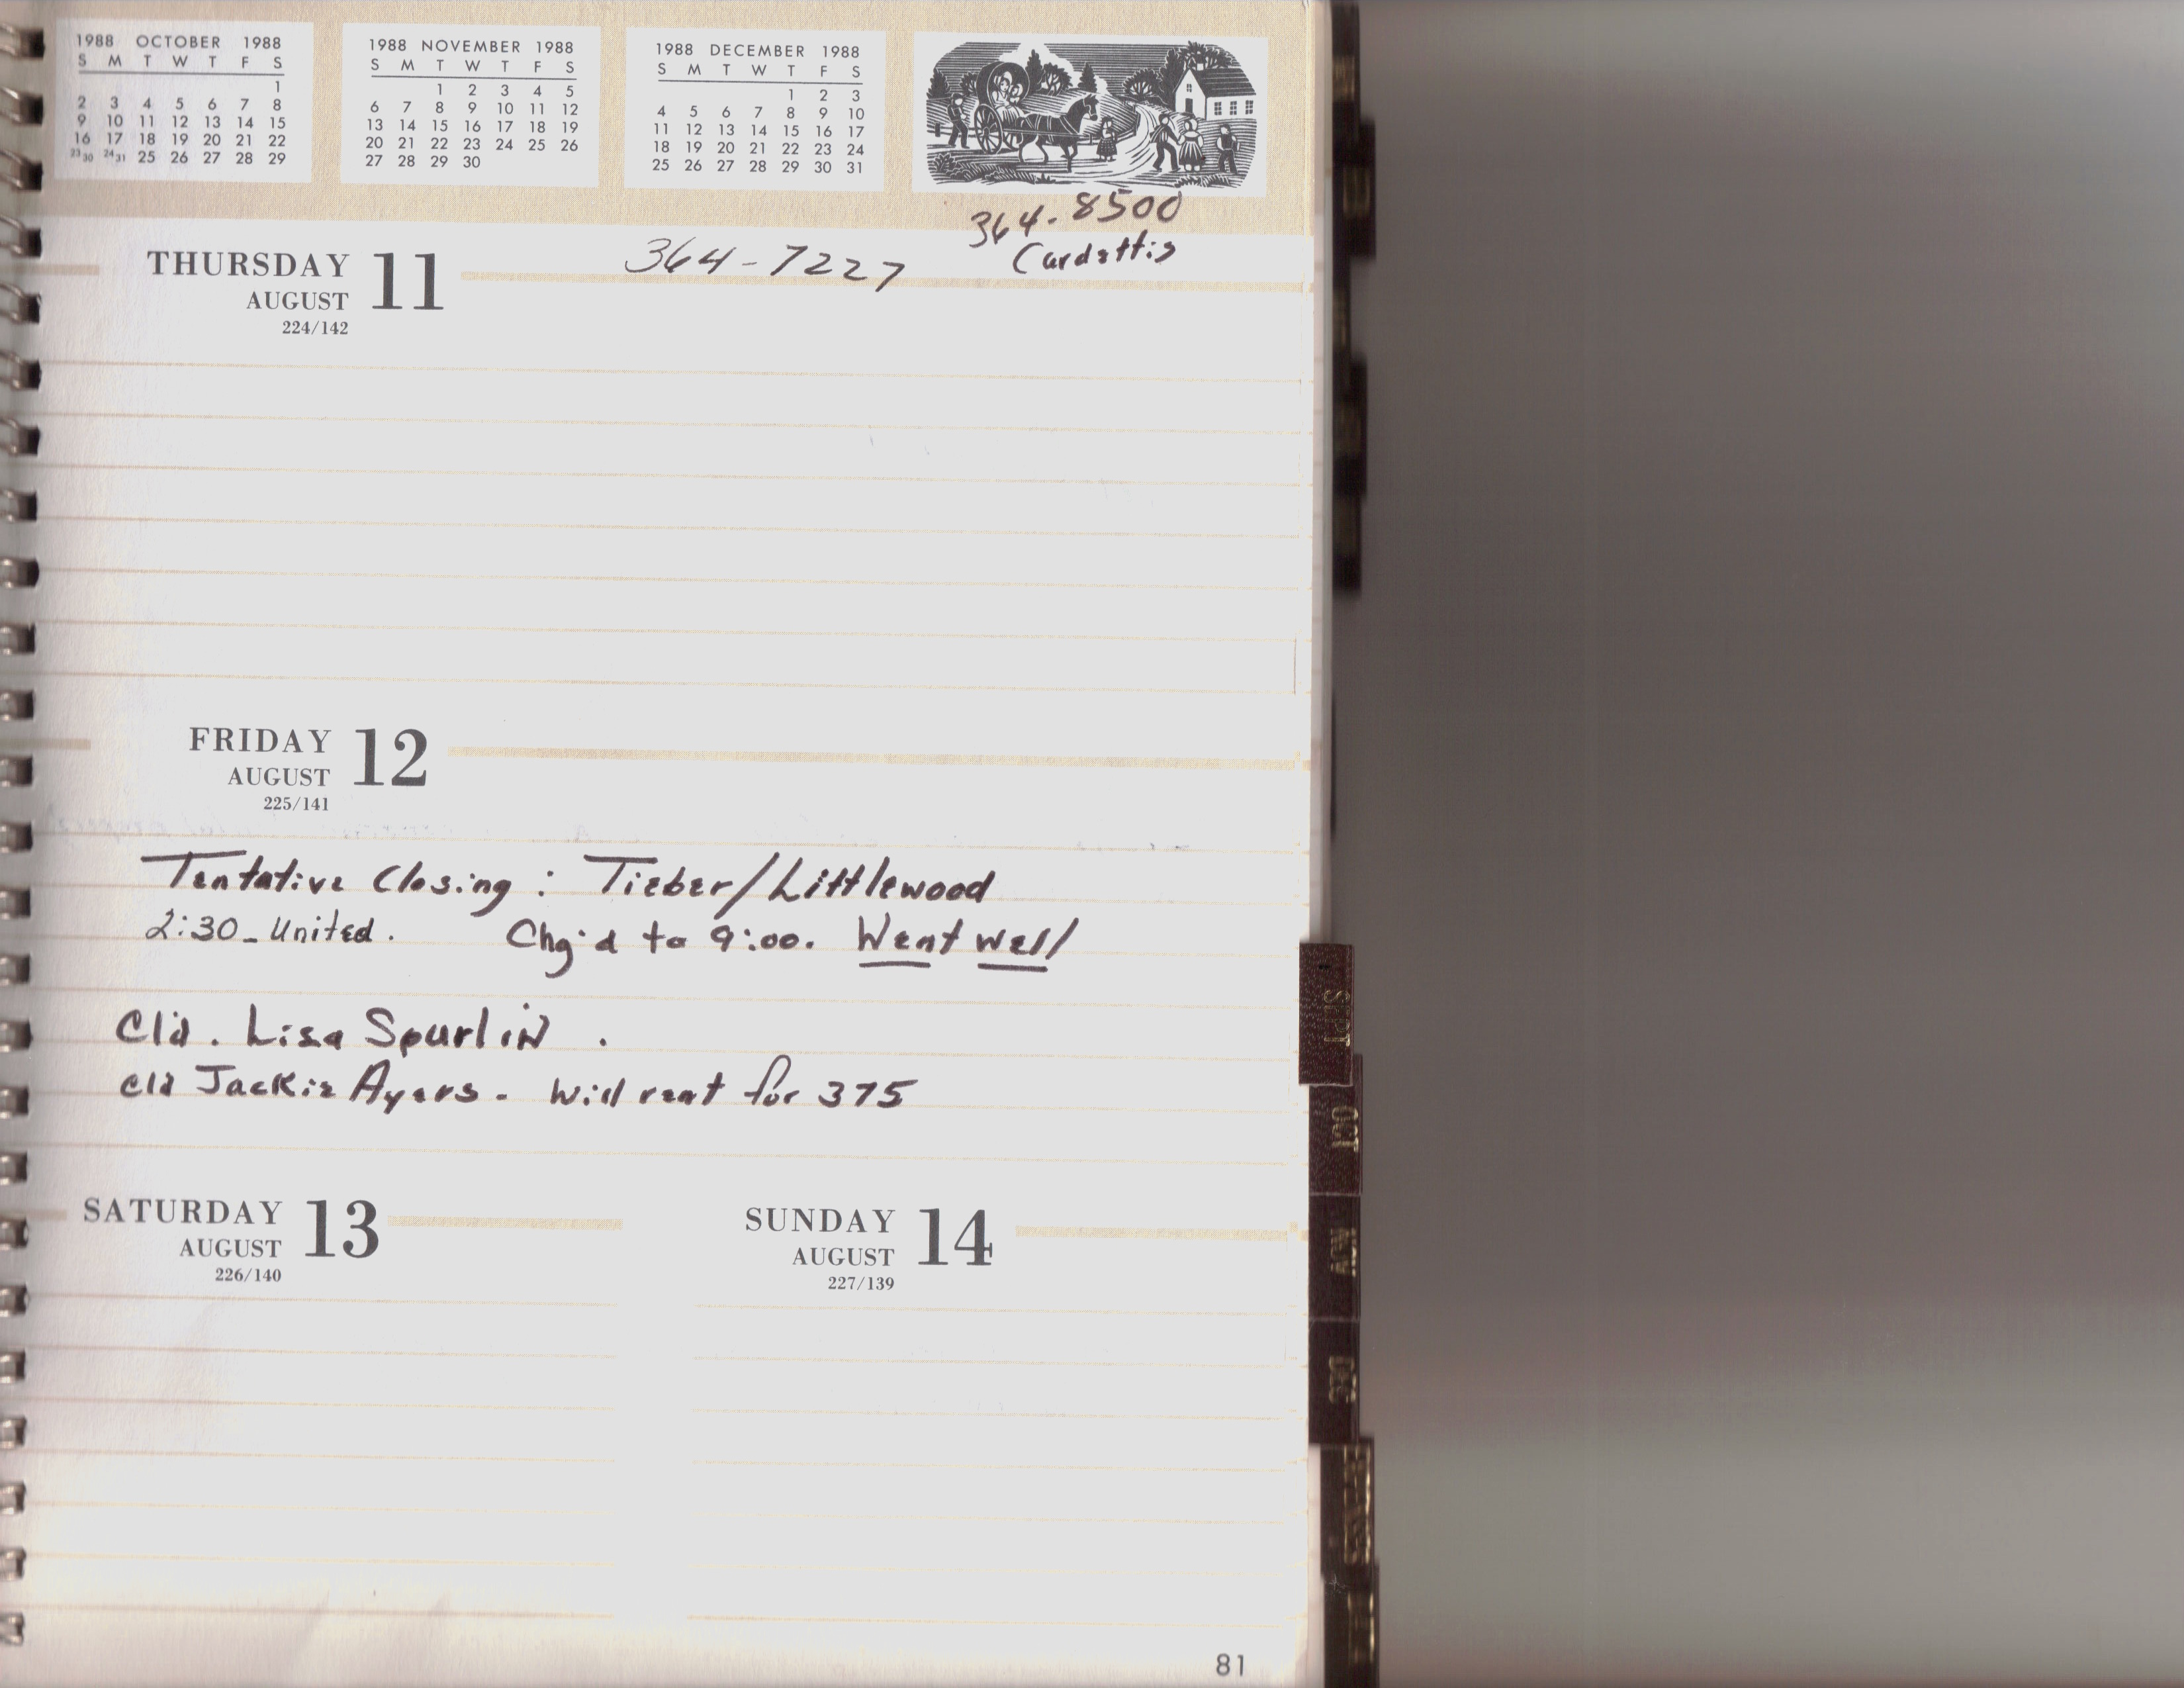 1988 OCTOBER 1988
S M T W T F S
1
2 3 4 5 6 7 8
9 10 11 12 13 14 15
16 17 18 19 20 21 22
23 30 24 31 25 26 27 28 29
1988 NOVEMBER 1988
S M T W T F S
1 2 3 4 5
6 7 8 9 10 11 12
13 14 15 16 17 18 19
20 21 22 23 24 25 26
27 28 29 30
1988 DECEMBER 1988
S M T W T F S
1 2 3
4 5 6 7 8 9 10
11 12 13 14 15 16 17
18 19 20 21 22 23 24
25 26 27 28 29 30 31
364-8500
Cardettis
364-7227
THURSDAY 11
AUGUST
224/142
FRIDAY 12
AUGUST
225/141
Tentative Closing : Tieber/Littlewood
2:30 - United. Chg'd to 9:00. Went well
Cl'd. Lisa Spurlin.
Cld Jackie Ayers - Will rent for 375
SATURDAY 13
AUGUST
226/140
SUNDAY 14
AUGUST
227/139
81
SEPT
OCT
NOV
DEC